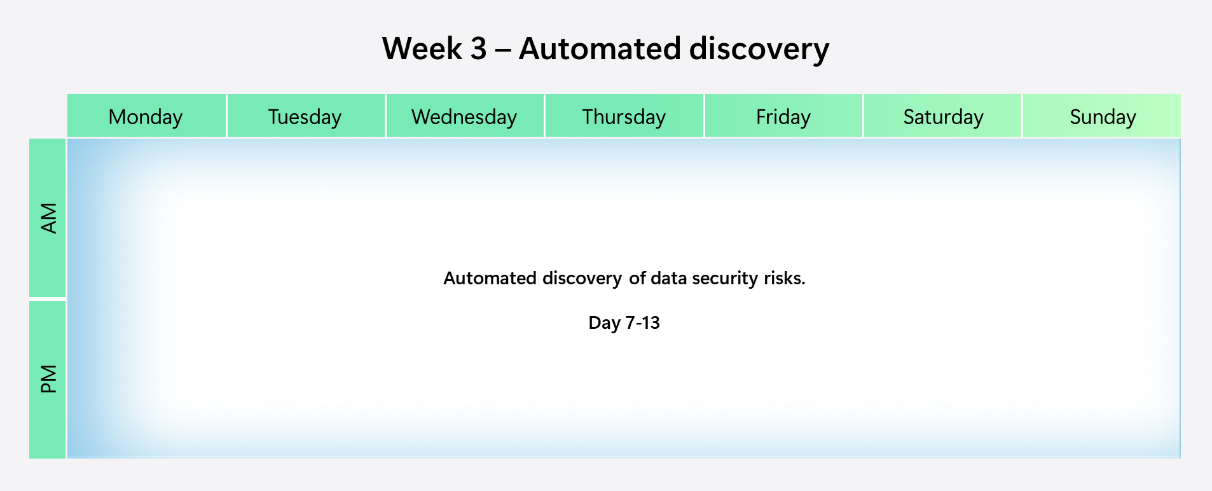 Week 3 – Automated discovery
Monday Tuesday Wednesday Thursday Friday Saturday Sunday
AM
Automated discovery of data security risks.
Day 7-13
PM